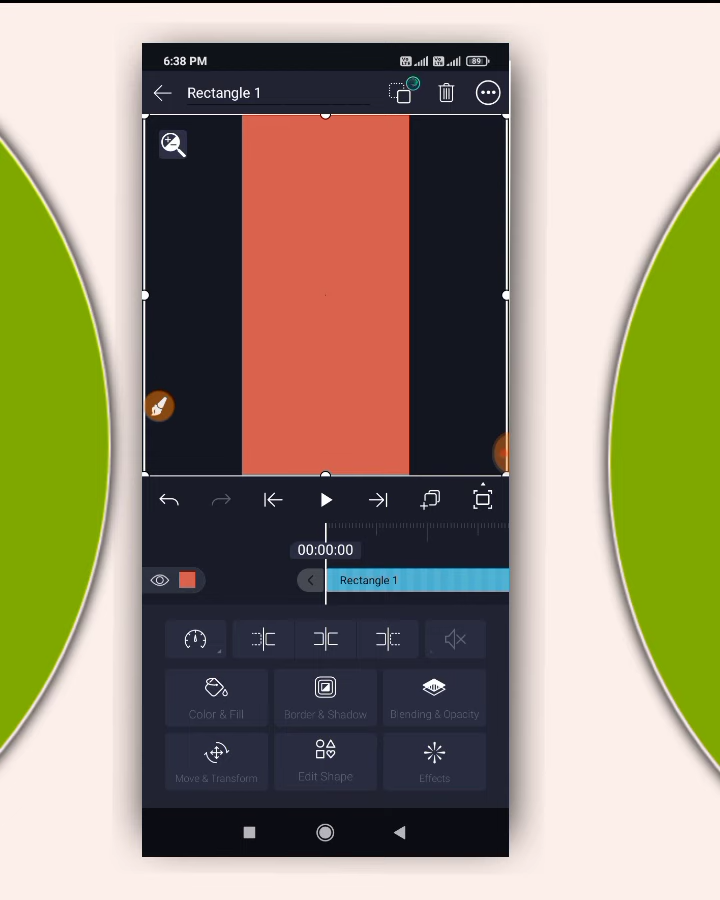 6:38 PM
89
Rectangle 1
00:00:00
Rectangle 1
Color & Fill
Border & Shadow
Blending & Opacity
Move & Transform
Edit Shape
Effects